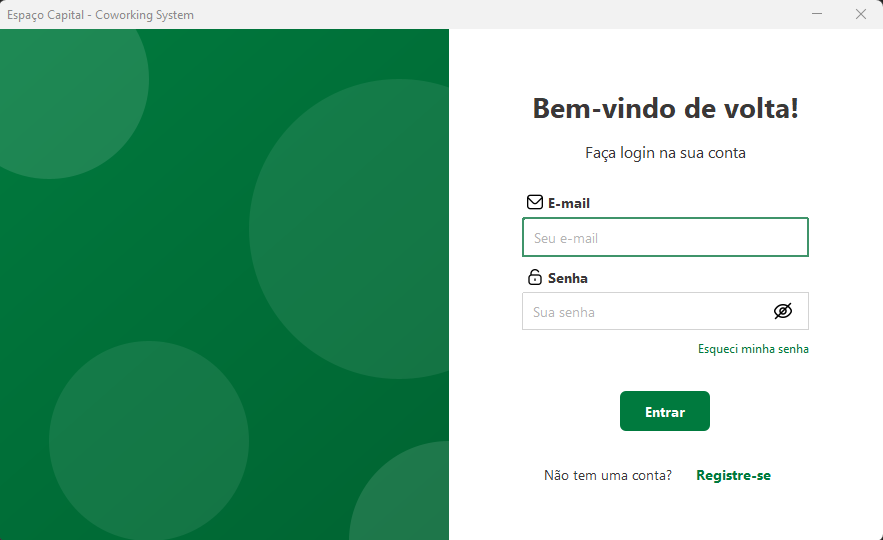 Espaço Capital - Coworking System
Bem-vindo de volta!
Faça login na sua conta
E-mail
Seu e-mail
Senha
Sua senha
Esqueci minha senha
Entrar
Não tem uma conta? Registre-se